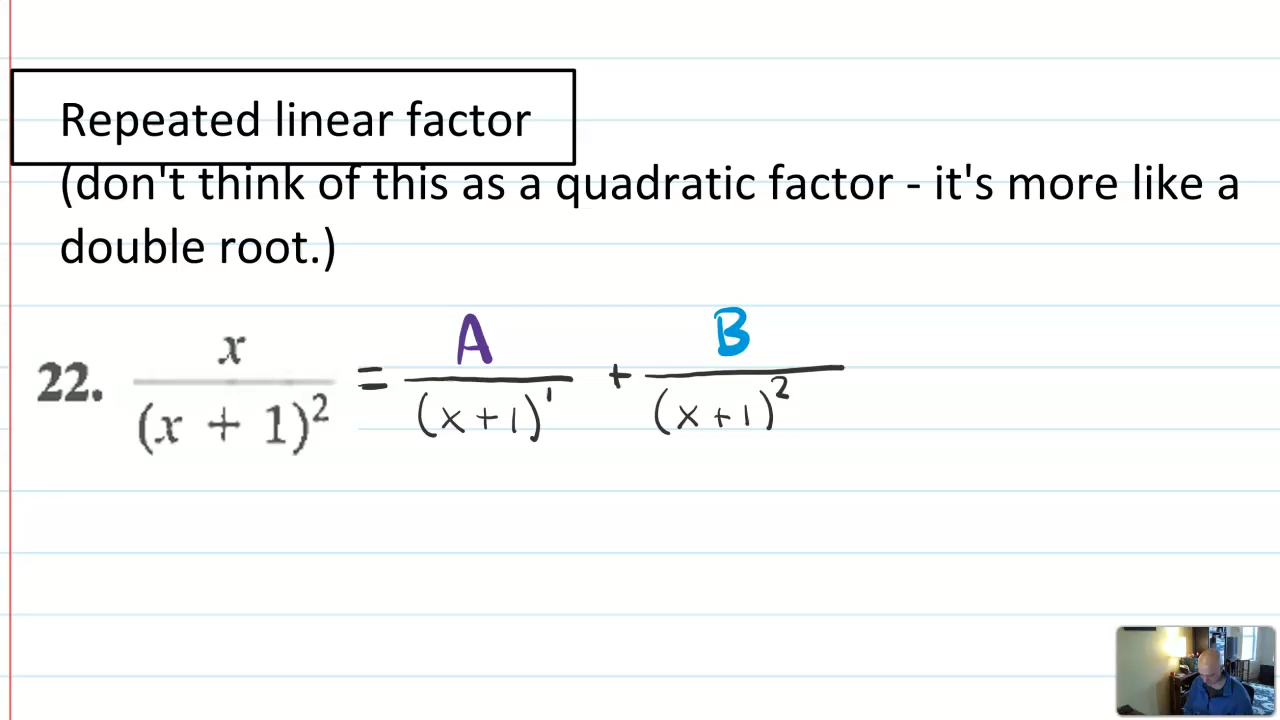 Repeated linear factor
(don't think of this as a quadratic factor - it's more like a
double root.)
22. x/(x + 1)² = A/(x+1)¹ + B/(x+1)²